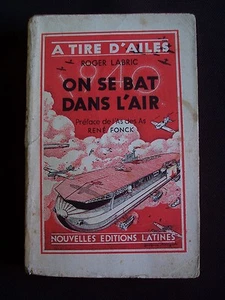 A TIRE D'AILES
ROGER LABRIC
1940
ON SE BAT
DANS L'AIR
Préface de l'As des As
RENÉ FONCK
NOUVELLES EDITIONS LATINES